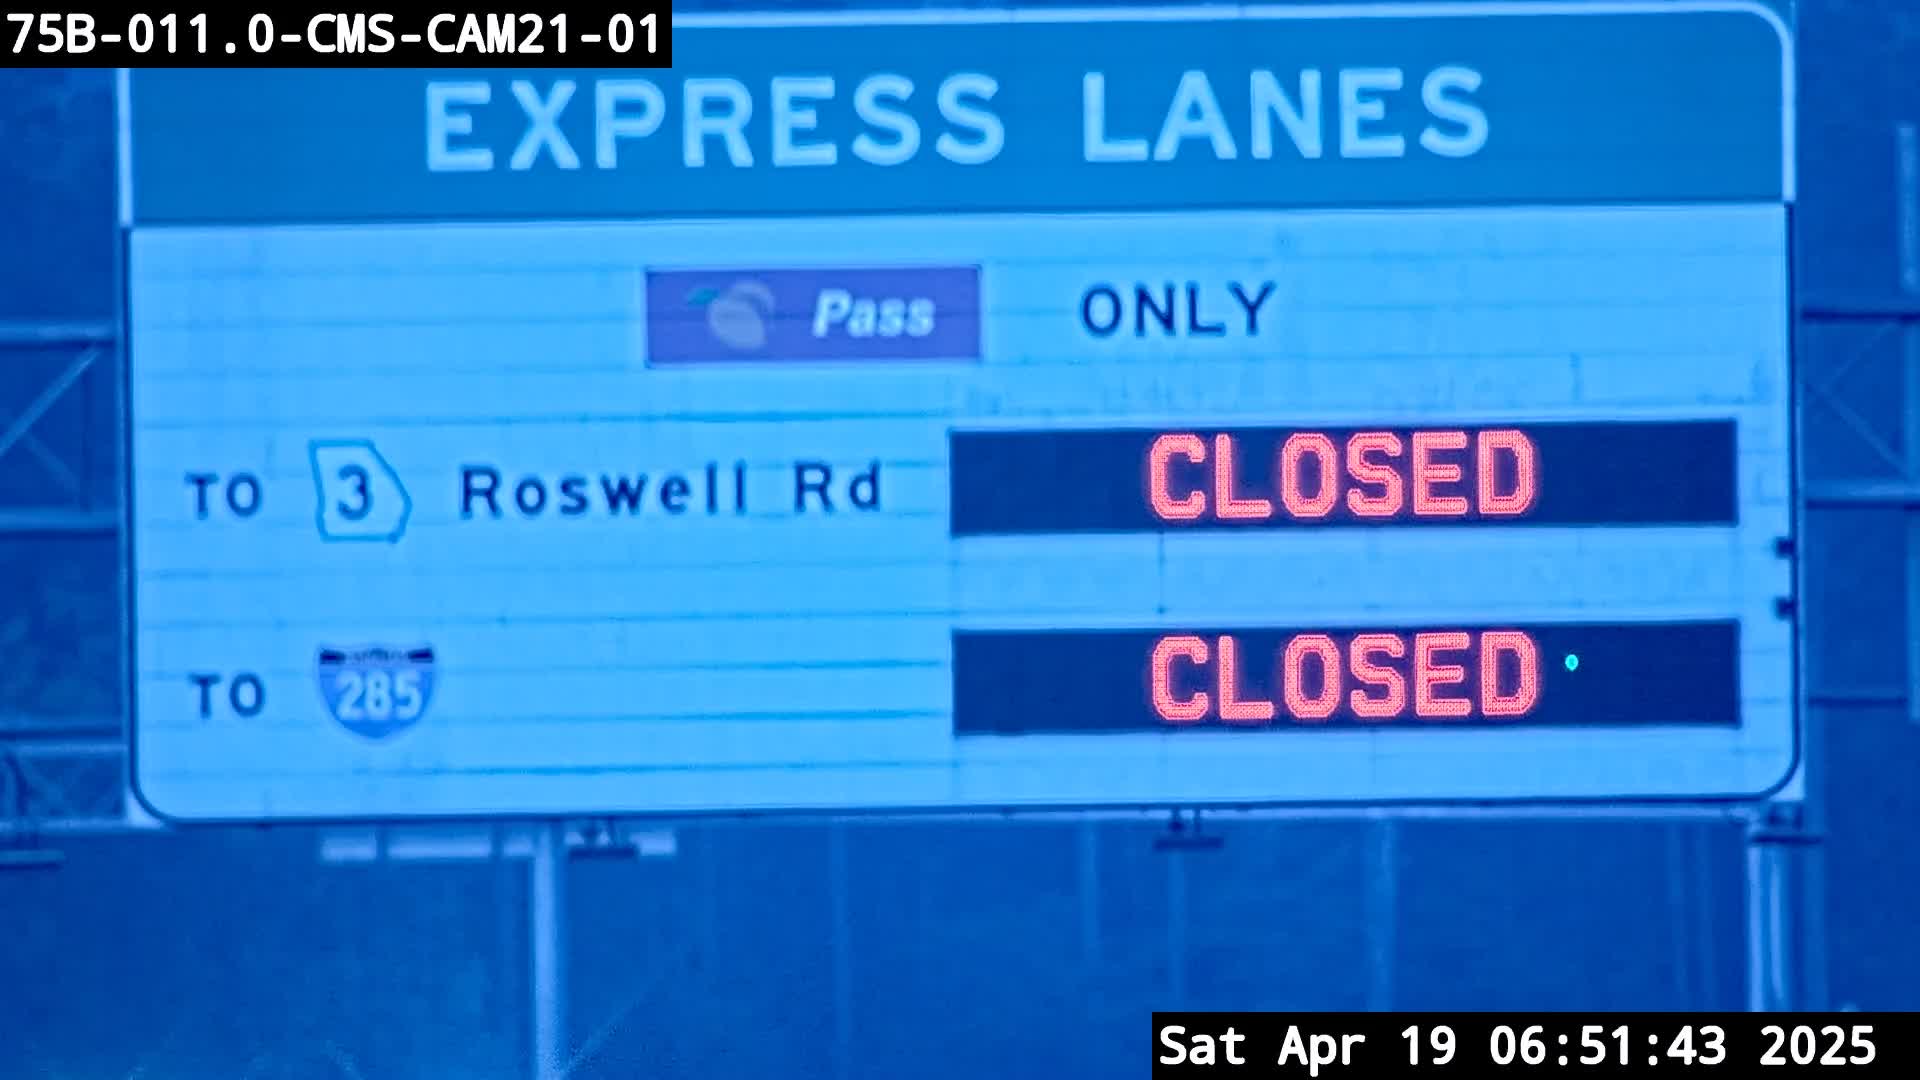 75B-011.0-CMS-CAM21-01
EXPRESS LANES
Pass ONLY
TO 3 Roswell Rd CLOSED
TO 285 CLOSED
Sat Apr 19 06:51:43 2025